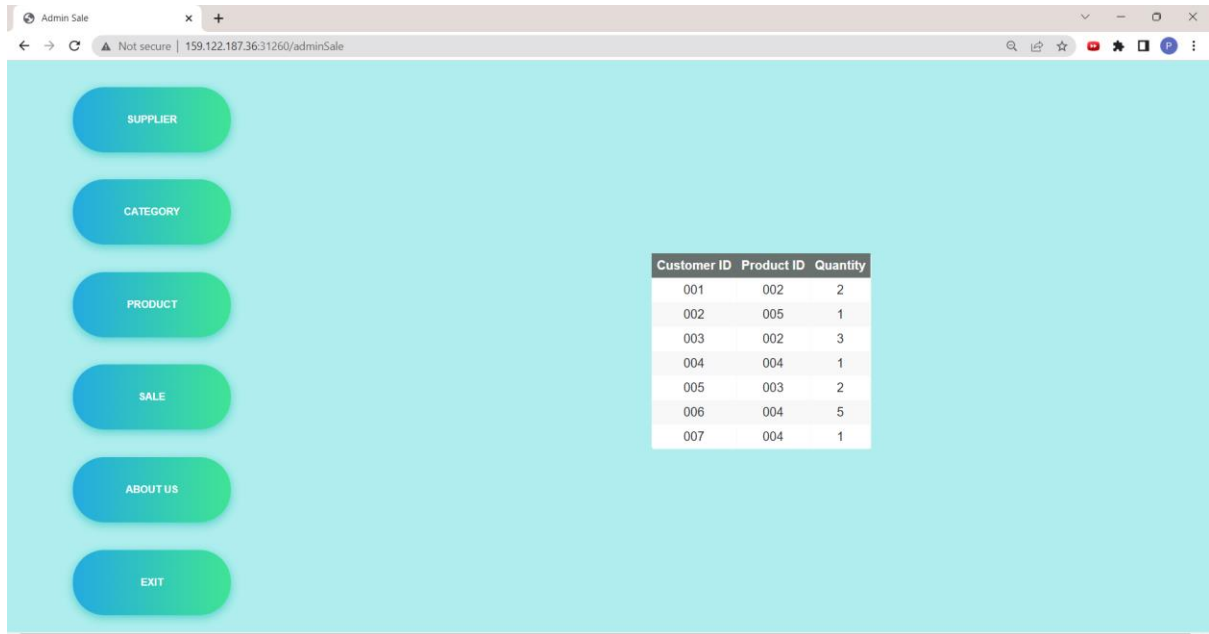 Admin Sale
Not secure | 159.122.187.36:31260/adminSale
P
SUPPLIER
CATEGORY
PRODUCT
SALE
ABOUT US
EXIT
Customer ID Product ID Quantity
001 002 2
002 005 1
003 002 3
004 004 1
005 003 2
006 004 5
007 004 1